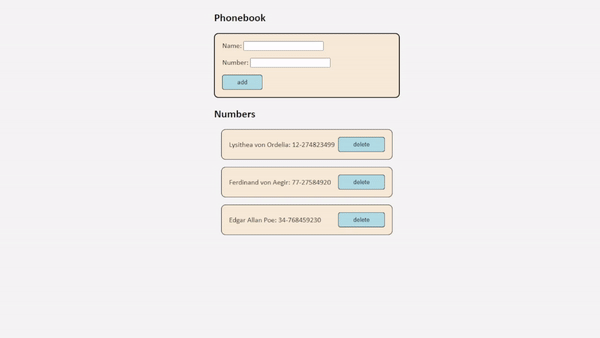 Phonebook
Name:
Number:
add
Numbers
Lysithea von Ordelia: 12-274823499 delete
Ferdinand von Aegir: 77-27584920 delete
Edgar Allan Poe: 34-768459230 delete